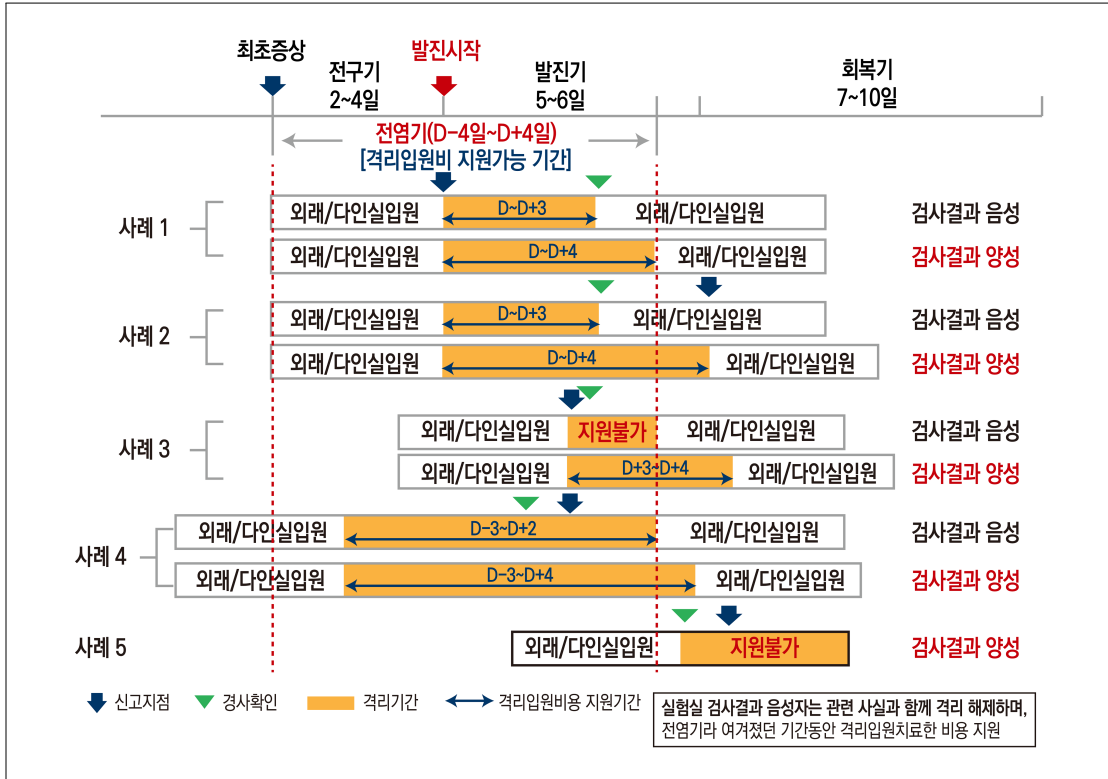 최초증상
발진시작
전구기
2~4일
발진기
5~6일
회복기
7~10일
전염기(D-4일~D+4일)
[격리입원비 지원가능 기간]
사례 1
외래/다인실입원
D~D+3
외래/다인실입원
검사결과 음성
외래/다인실입원
D~D+4
외래/다인실입원
검사결과 양성
사례 2
외래/다인실입원
D~D+3
외래/다인실입원
검사결과 음성
외래/다인실입원
D~D+4
외래/다인실입원
검사결과 양성
사례 3
외래/다인실입원
지원불가
외래/다인실입원
검사결과 음성
외래/다인실입원
D+3~D+4
외래/다인실입원
검사결과 양성
사례 4
외래/다인실입원
D-3~D+2
외래/다인실입원
검사결과 음성
외래/다인실입원
D-3~D+4
외래/다인실입원
검사결과 양성
사례 5
외래/다인실입원
지원불가
검사결과 양성
신고지점
경사확인
격리기간
격리입원비용 지원기간
실험실 검사결과 음성자는 관련 사실과 함께 격리 해제하며,
전염기라 여겨졌던 기간동안 격리입원치료한 비용 지원